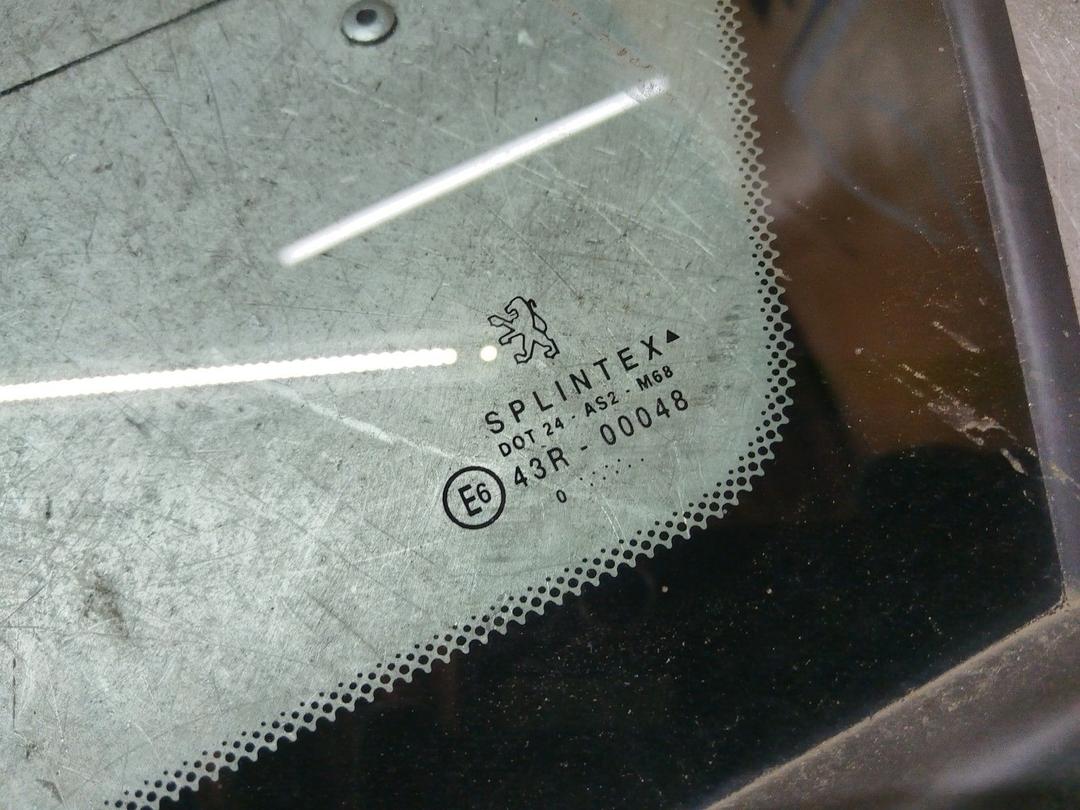 SPLINTEX▲
DOT 24 - AS2 - M68
43R - 00048
E6
0